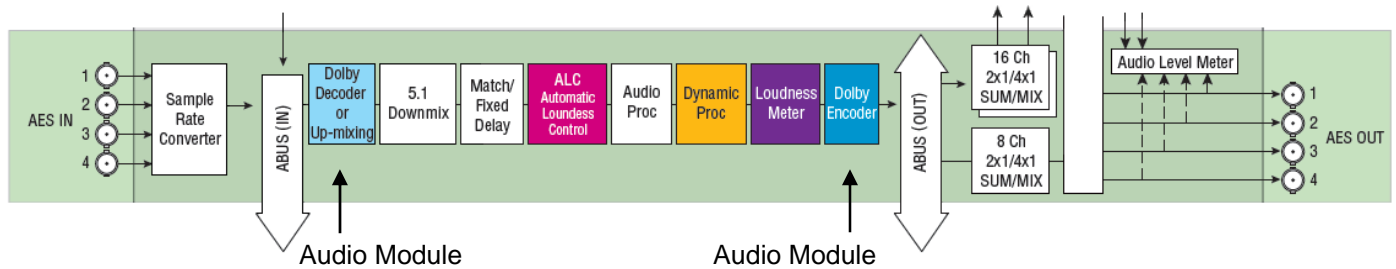 AES IN
1
2
3
4
Sample
Rate
Converter
ABUS (IN)
Dolby
Decoder
or
Up-mixing
5.1
Downmix
Match/
Fixed
Delay
ALC
Automatic
Loundess
Control
Audio
Proc
Dynamic
Proc
Loudness
Meter
Dolby
Encoder
ABUS (OUT)
16 Ch
2x1/4x1
SUM/MIX
8 Ch
2x1/4x1
SUM/MIX
Audio Level Meter
1
2
3
4
AES OUT
Audio Module
Audio Module